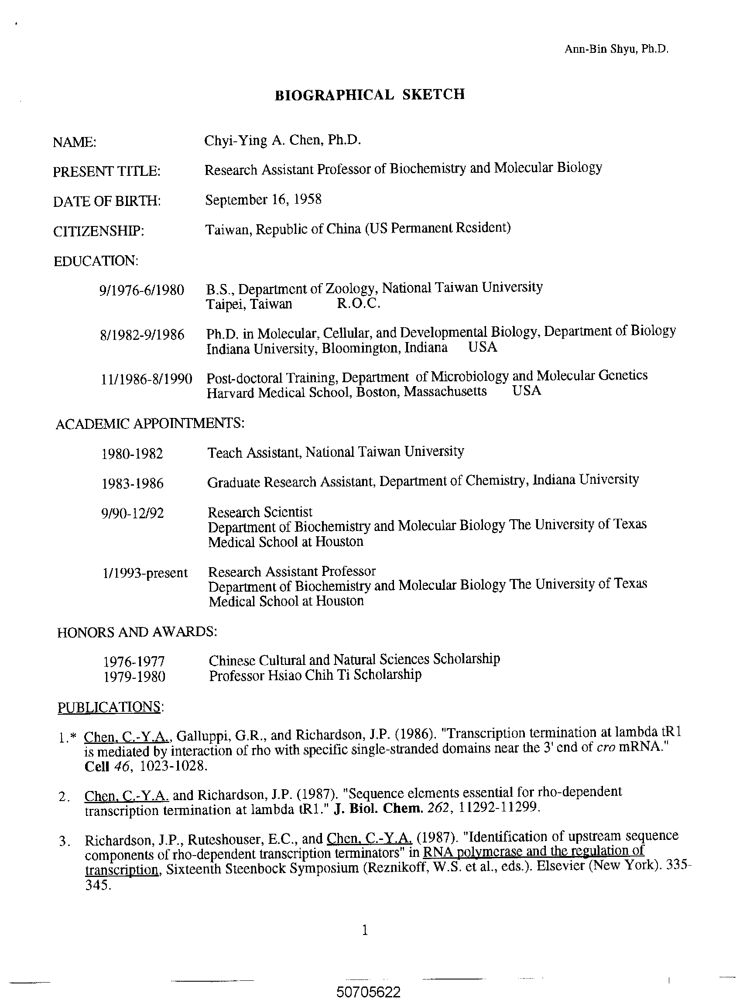 Ann-Bin Shyu, Ph.D.
BIOGRAPHICAL SKETCH
NAME: Chyi-Ying A. Chen, Ph.D.
PRESENT TITLE: Research Assistant Professor of Biochemistry and Molecular Biology
DATE OF BIRTH: September 16, 1958
CITIZENSHIP: Taiwan, Republic of China (US Permanent Resident)
EDUCATION:
9/1976-6/1980 B.S., Department of Zoology, National Taiwan University
Taipei, Taiwan R.O.C.
8/1982-9/1986 Ph.D. in Molecular, Cellular, and Developmental Biology, Department of Biology
Indiana University, Bloomington, Indiana USA
11/1986-8/1990 Post-doctoral Training, Department of Microbiology and Molecular Genetics
Harvard Medical School, Boston, Massachusetts USA
ACADEMIC APPOINTMENTS:
1980-1982 Teach Assistant, National Taiwan University
1983-1986 Graduate Research Assistant, Department of Chemistry, Indiana University
9/90-12/92 Research Scientist
Department of Biochemistry and Molecular Biology The University of Texas
Medical School at Houston
1/1993-present Research Assistant Professor
Department of Biochemistry and Molecular Biology The University of Texas
Medical School at Houston
HONORS AND AWARDS:
1976-1977 Chinese Cultural and Natural Sciences Scholarship
1979-1980 Professor Hsiao Chih Ti Scholarship
PUBLICATIONS:
1.* Chen, C.-Y.A., Galluppi, G.R., and Richardson, J.P. (1986). "Transcription termination at lambda tR1
is mediated by interaction of rho with specific single-stranded domains near the 3' end of cro mRNA."
Cell 46, 1023-1028.
2. Chen, C.-Y.A. and Richardson, J.P. (1987). "Sequence elements essential for rho-dependent
transcription termination at lambda tR1." J. Biol. Chem. 262, 11292-11299.
3. Richardson, J.P., Ruteshouser, E.C., and Chen, C.-Y.A. (1987). "Identification of upstream sequence
components of rho-dependent transcription terminators" in RNA polymerase and the regulation of
transcription, Sixteenth Steenbock Symposium (Reznikoff, W.S. et al., eds.). Elsevier (New York). 335-
345.
1
50705622